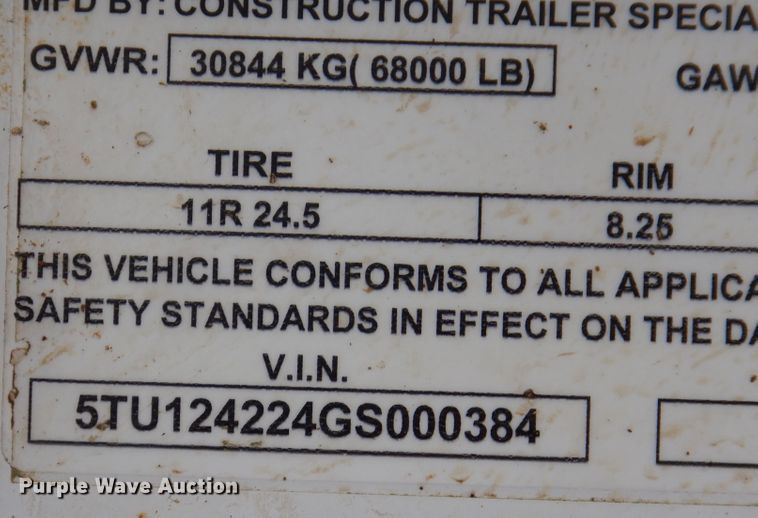 MFD BY: CONSTRUCTION TRAILER SPECIA
GVWR: 30844 KG( 68000 LB) GAW
TIRE RIM
11R 24.5 8.25
THIS VEHICLE CONFORMS TO ALL APPLICA
SAFETY STANDARDS IN EFFECT ON THE DA
V.I.N.
5TU124224GS000384
Purple Wave Auction